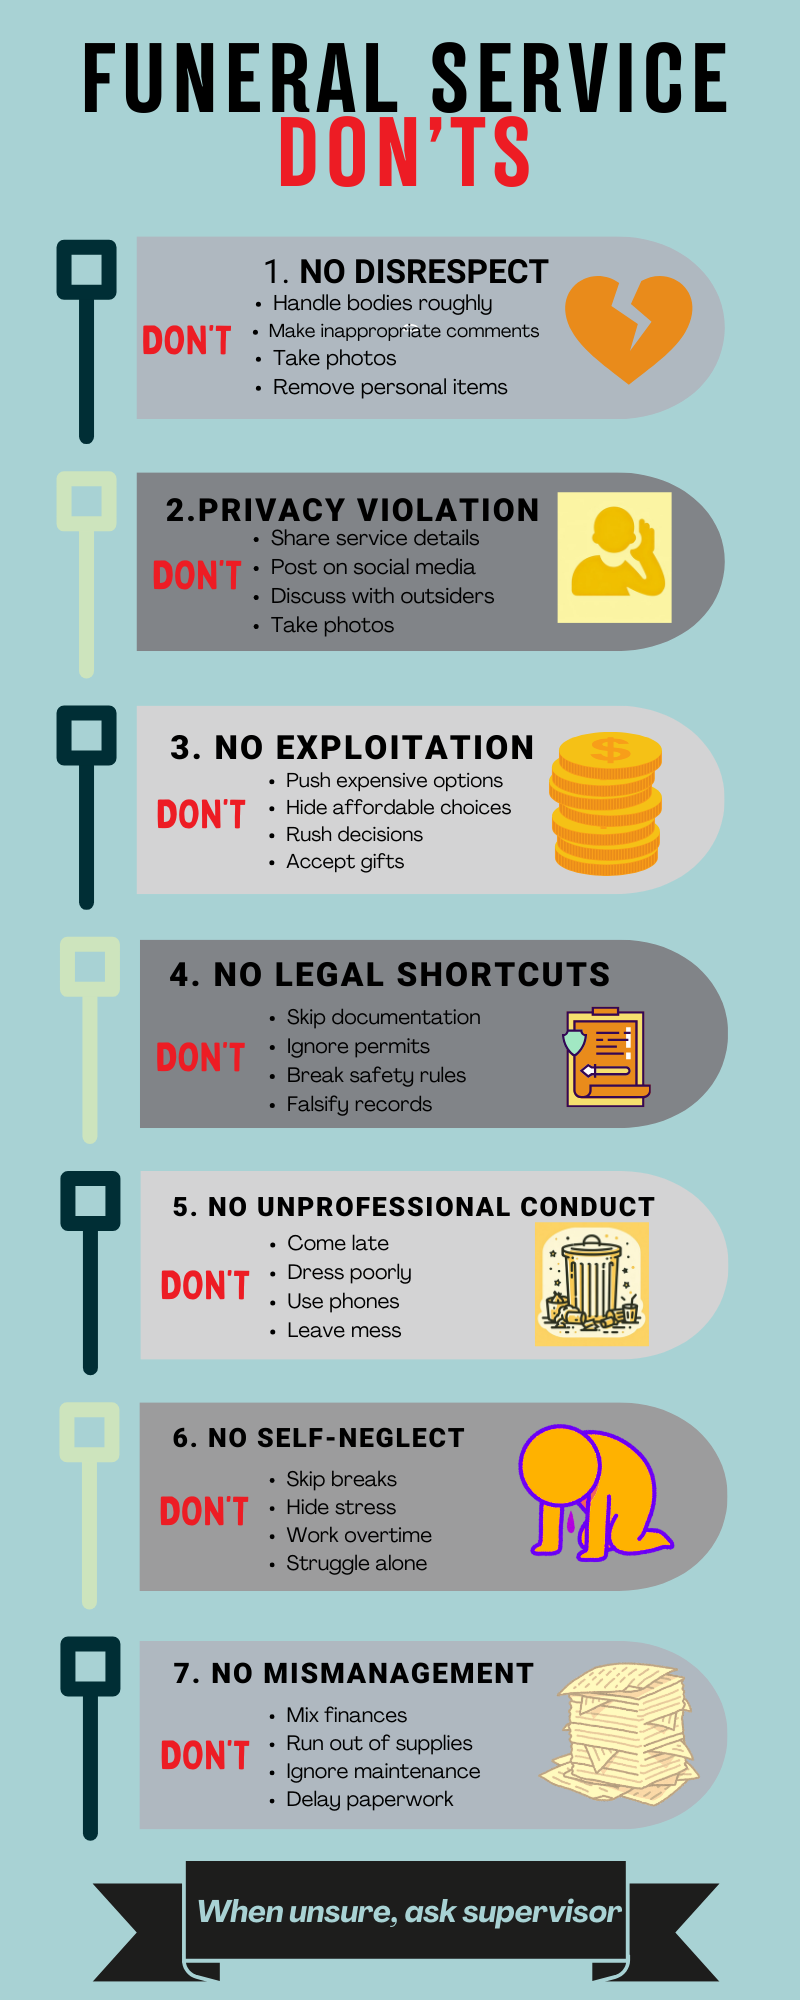 FUNERAL SERVICE
DON'TS
1. NO DISRESPECT
DON'T
• Handle bodies roughly
• Make inappropriate comments
• Take photos
• Remove personal items
2.PRIVACY VIOLATION
DON'T
• Share service details
• Post on social media
• Discuss with outsiders
• Take photos
3. NO EXPLOITATION
DON'T
• Push expensive options
• Hide affordable choices
• Rush decisions
• Accept gifts
$
4. NO LEGAL SHORTCUTS
DON'T
• Skip documentation
• Ignore permits
• Break safety rules
• Falsify records
5. NO UNPROFESSIONAL CONDUCT
DON'T
• Come late
• Dress poorly
• Use phones
• Leave mess
6. NO SELF-NEGLECT
DON'T
• Skip breaks
• Hide stress
• Work overtime
• Struggle alone
7. NO MISMANAGEMENT
DON'T
• Mix finances
• Run out of supplies
• Ignore maintenance
• Delay paperwork
When unsure, ask supervisor